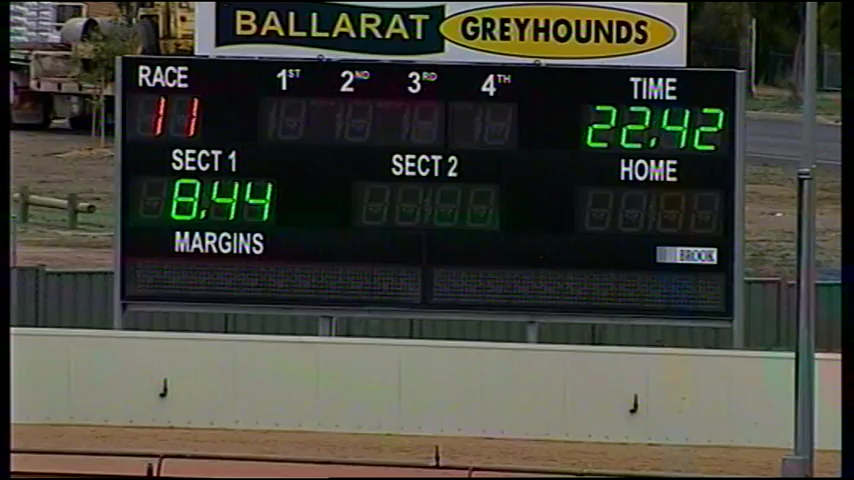 BALLARAT GREYHOUNDS
RACE 1ST 2ND 3RD 4TH TIME
11 22.42
SECT 1 SECT 2 HOME
8.44
MARGINS BROOK